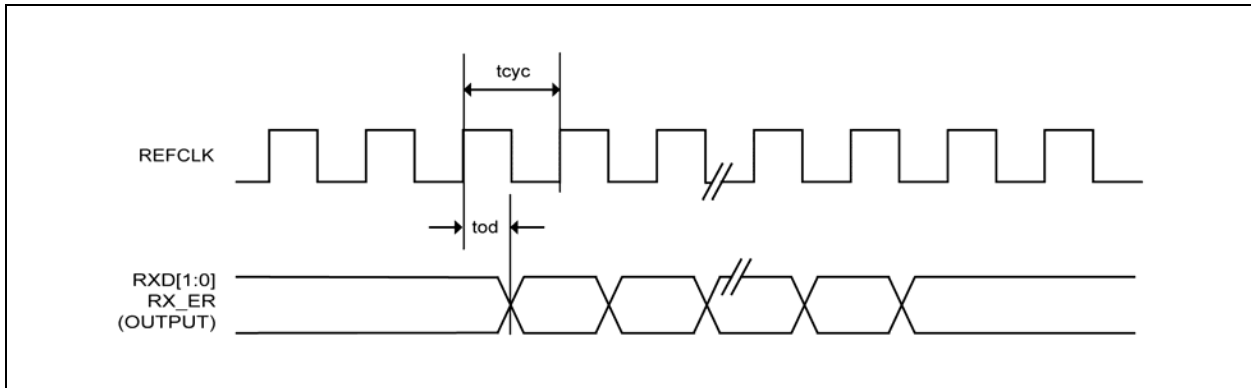 tcyc
REFCLK
tod
RXD[1:0]
RX_ER
(OUTPUT)